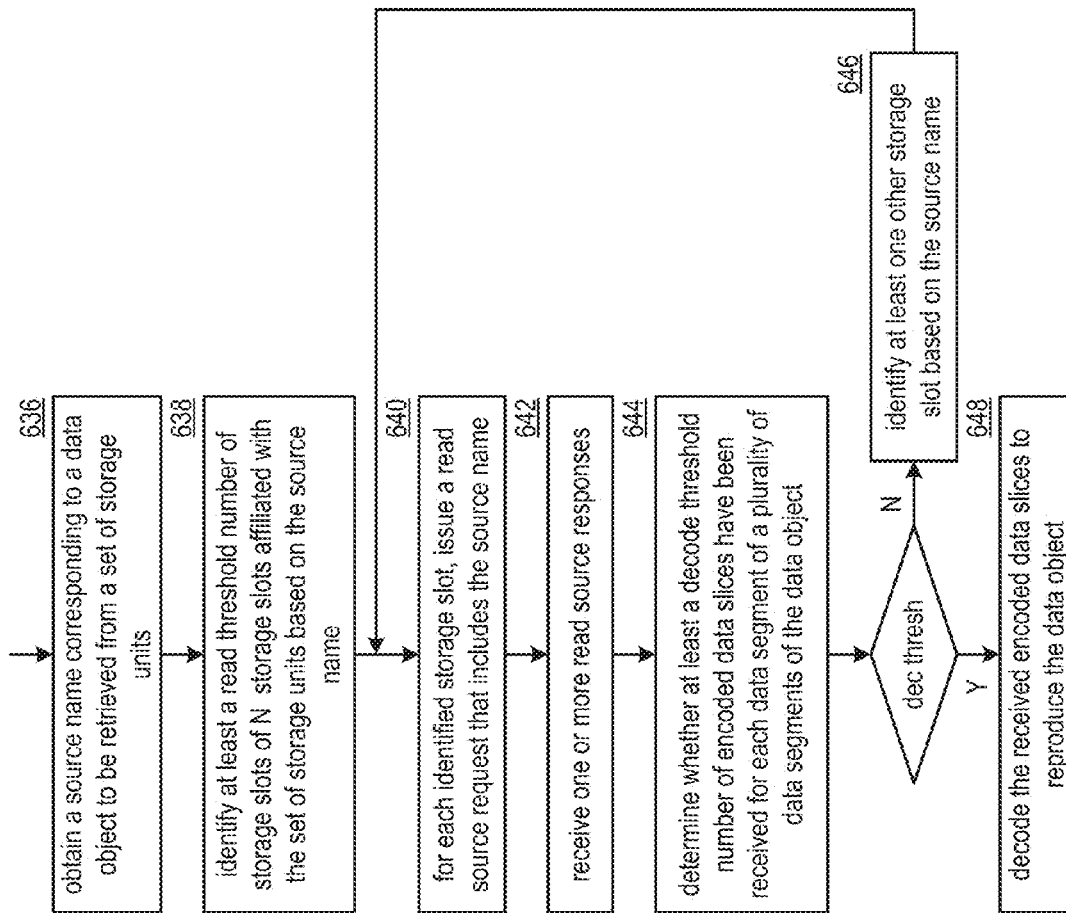 636
obtain a source name corresponding to a data
object to be retrieved from a set of storage
units
638
identify at least a read threshold number of
storage slots of N storage slots affiliated with
the set of storage units based on the source
name
640
for each identified storage slot, issue a read
source request that includes the source name
642
receive one or more read source responses
644
determine whether at least a decode threshold
number of encoded data slices have been
received for each data segment of a plurality of
data segments of the data object
dec thresh
N
Y
646
identify at least one other storage
slot based on the source name
648
decode the received encoded data slices to
reproduce the data object